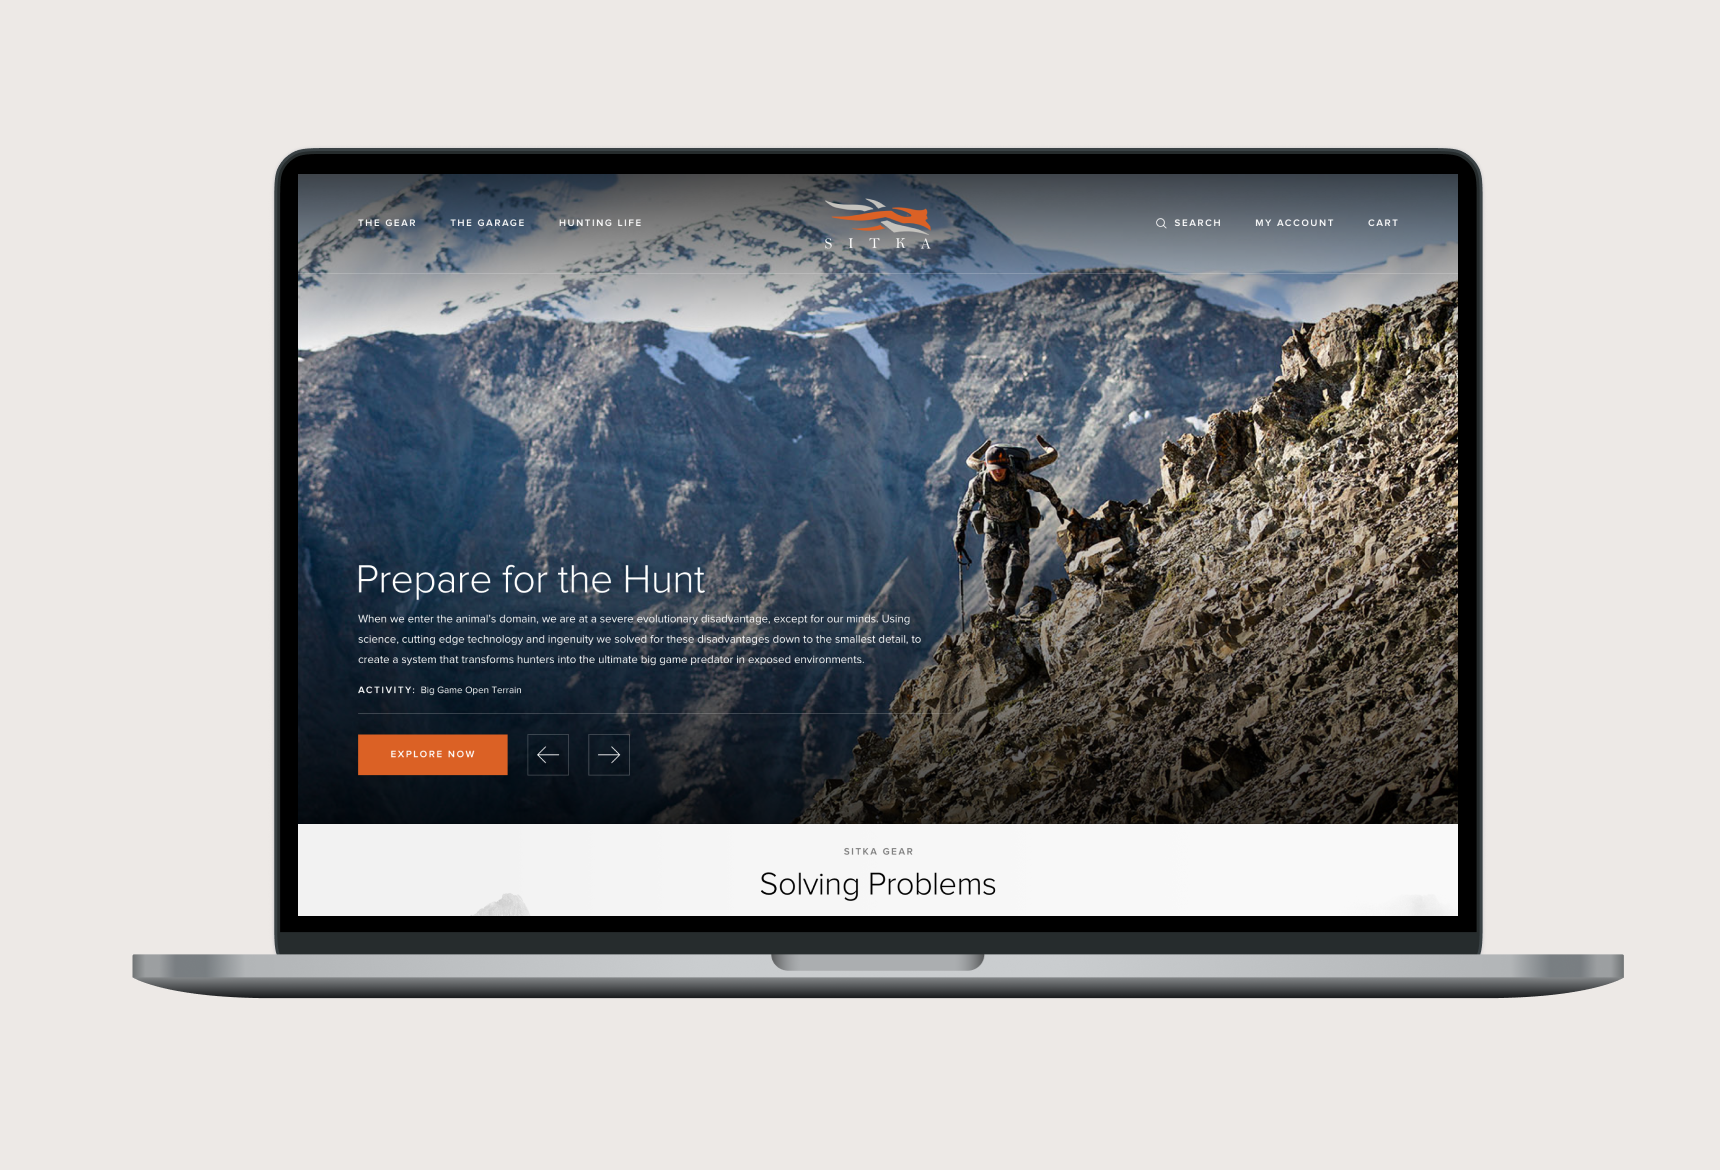 THE GEAR
THE GARAGE
HUNTING LIFE
SITKA
SEARCH
MY ACCOUNT
CART
Prepare for the Hunt
When we enter the animal's domain, we are at a severe evolutionary disadvantage, except for our minds. Using
science, cutting edge technology and ingenuity we solved for these disadvantages down to the smallest detail, to
create a system that transforms hunters into the ultimate big game predator in exposed environments.
ACTIVITY: Big Game Open Terrain
EXPLORE NOW
SITKA GEAR
Solving Problems